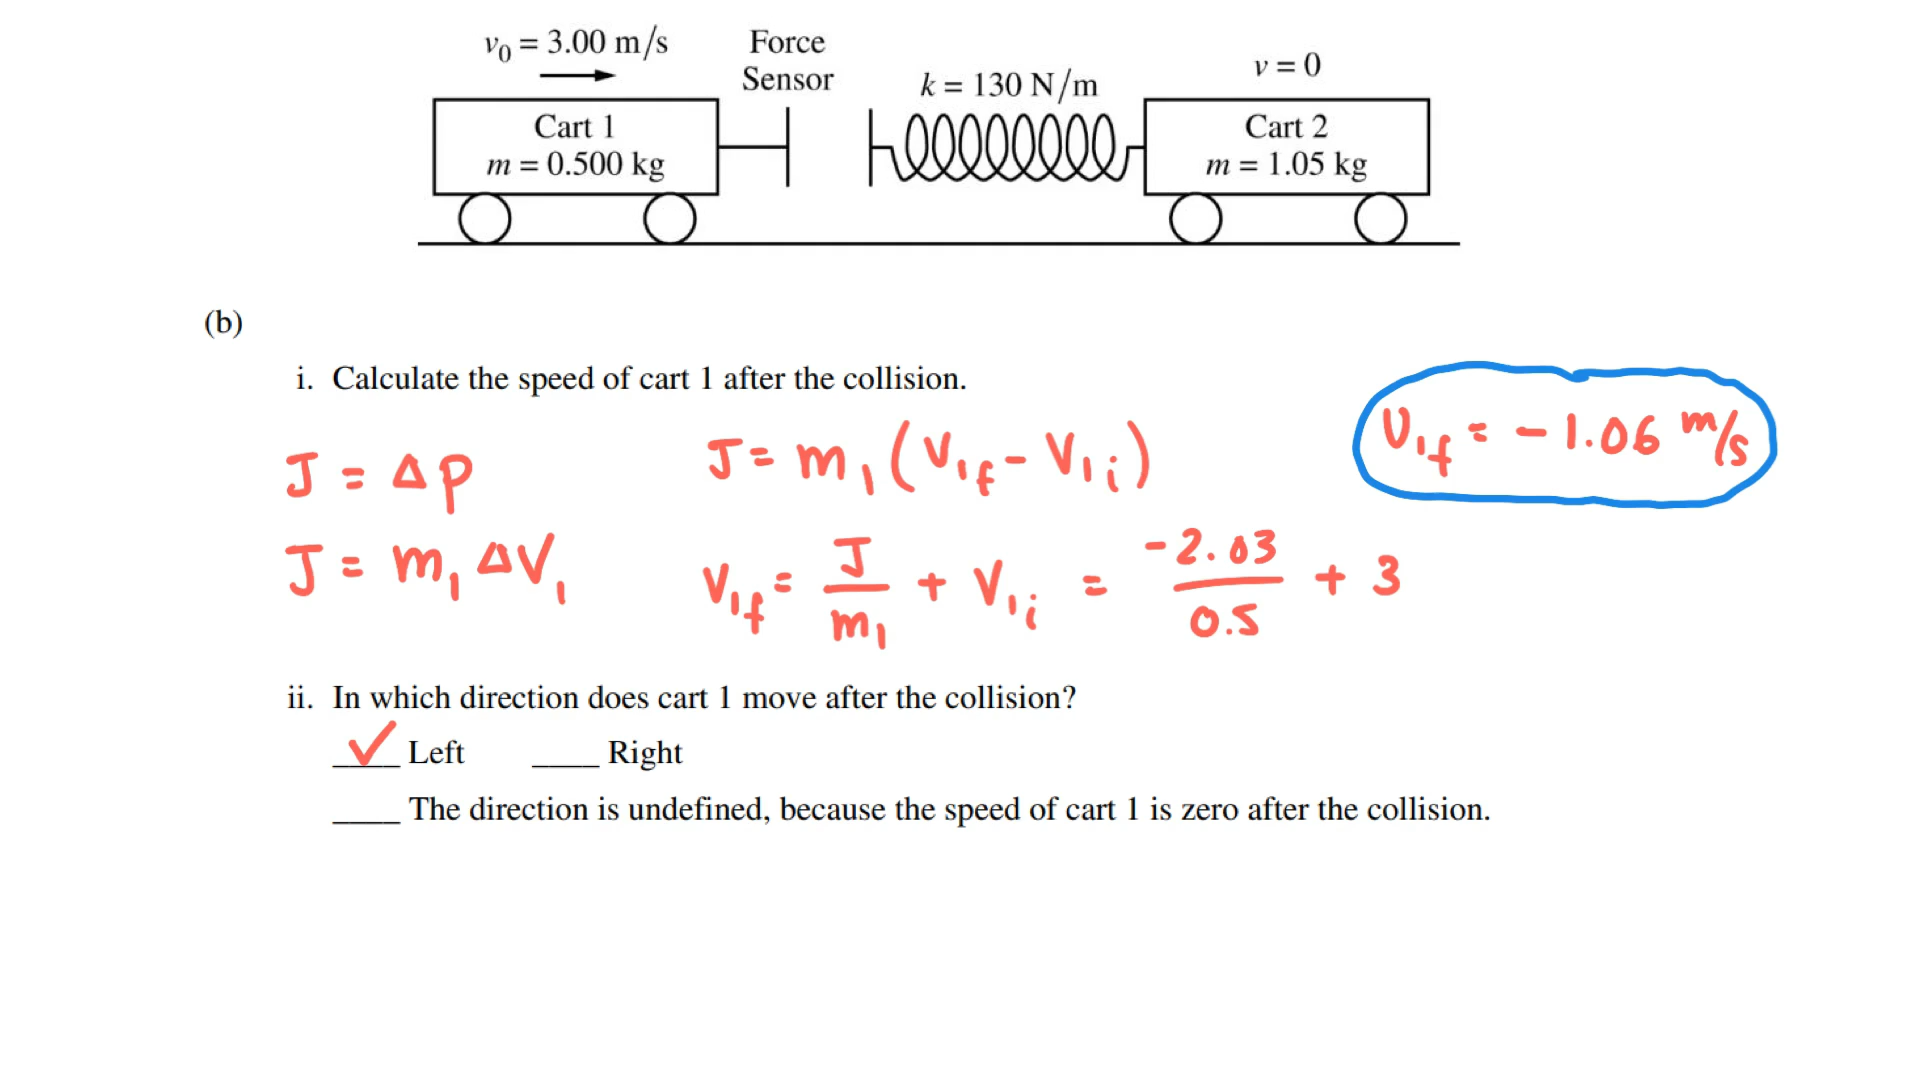 v₀ = 3.00 m/s
Force
Sensor
k = 130 N/m
v = 0
Cart 1
m = 0.500 kg
Cart 2
m = 1.05 kg
(b)
i. Calculate the speed of cart 1 after the collision.
J = Δp
J = m₁ Δv₁
J = m₁ (v₁f - v₁i)
v₁f = J/m₁ + v₁i = -2.03/0.5 + 3
v₁f = -1.06 m/s
ii. In which direction does cart 1 move after the collision?
✓ Left ____ Right
____ The direction is undefined, because the speed of cart 1 is zero after the collision.